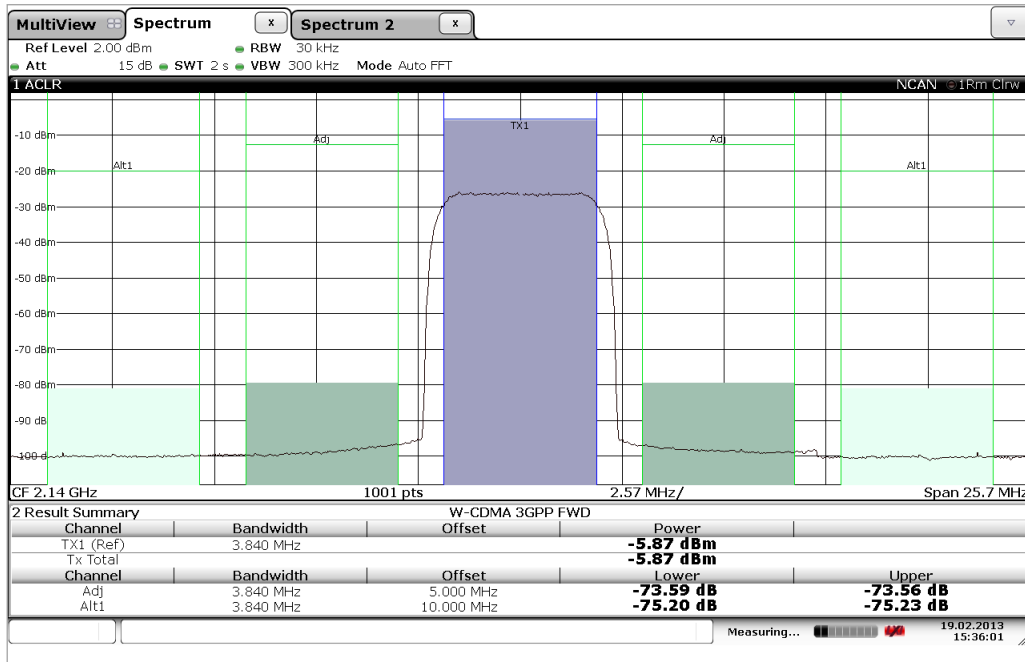 MultiView Spectrum x Spectrum 2 x
Ref Level 2.00 dBm RBW 30 kHz
Att 15 dB SWT 2 s VBW 300 kHz Mode Auto FFT
1 ACLR NCAN 1Rm Clrw
TX1
-10 dBm
Adj Adj
Alt1 Alt1
-20 dBm
-30 dBm
-40 dBm
-50 dBm
-60 dBm
-70 dBm
-80 dBm
-90 dB
-100 d
CF 2.14 GHz 1001 pts 2.57 MHz/ Span 25.7 MHz
2 Result Summary W-CDMA 3GPP FWD
Channel Bandwidth Offset Power
TX1 (Ref) 3.840 MHz -5.87 dBm
Tx Total -5.87 dBm
Channel Bandwidth Offset Lower Upper
Adj 3.840 MHz 5.000 MHz -73.59 dB -73.56 dB
Alt1 3.840 MHz 10.000 MHz -75.20 dB -75.23 dB
Measuring... 19.02.2013
15:36:01